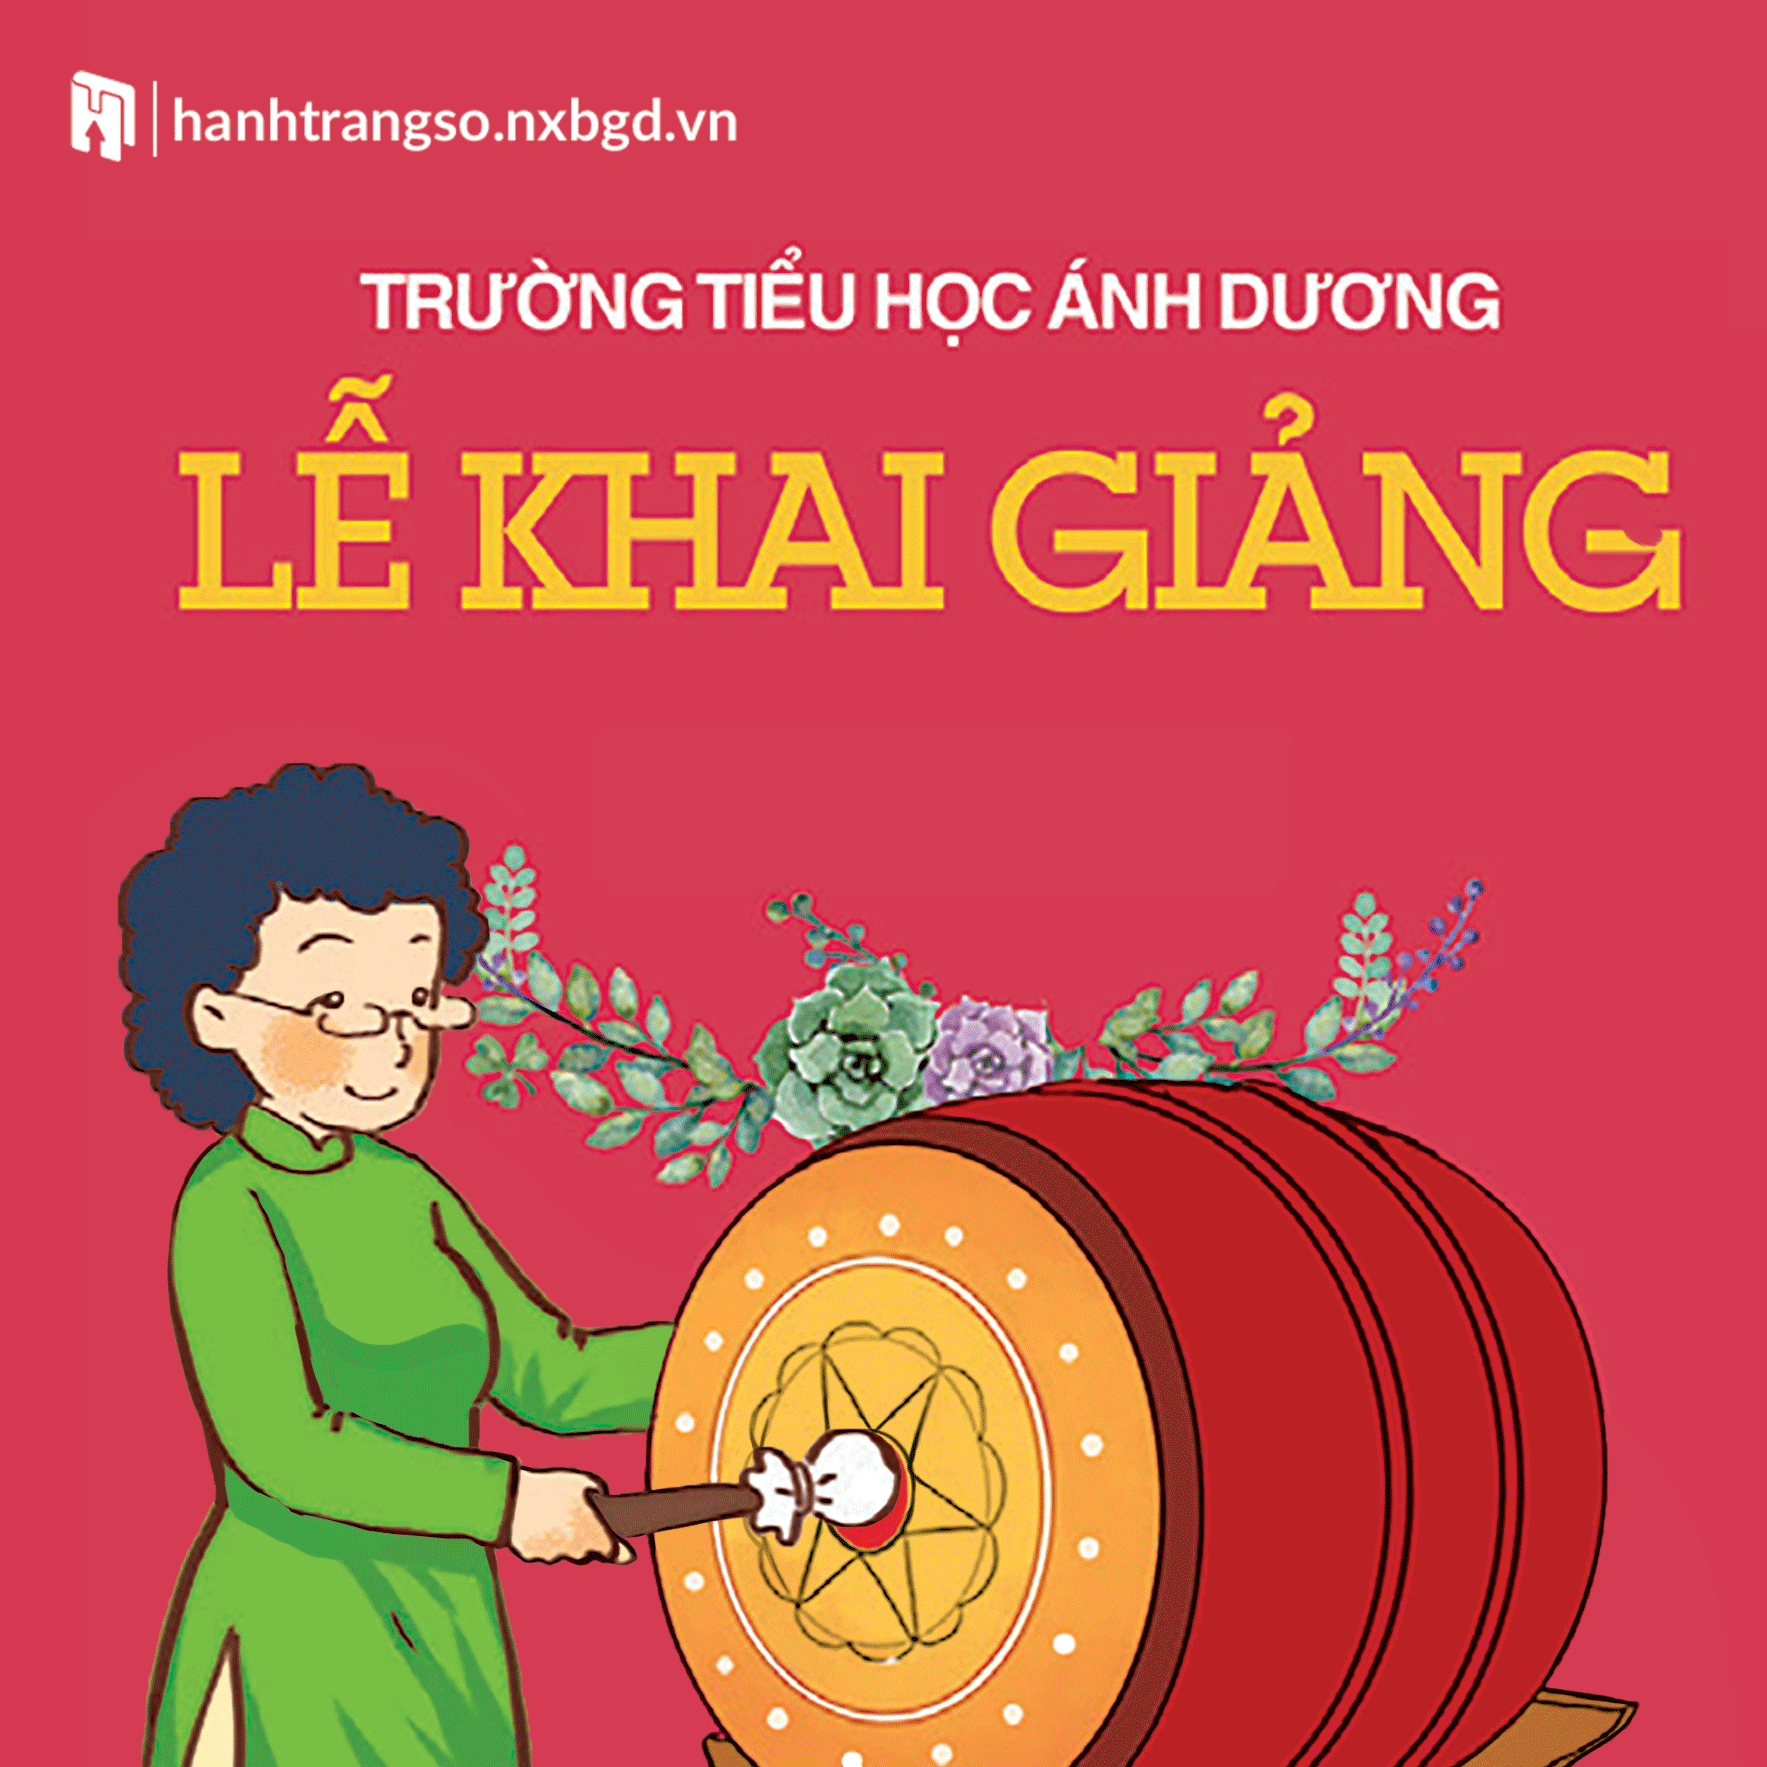 hanhtrangso.nxbgd.vn
TRƯỜNG TIỂU HỌC ÁNH DƯƠNG
LỄ KHAI GIẢNG